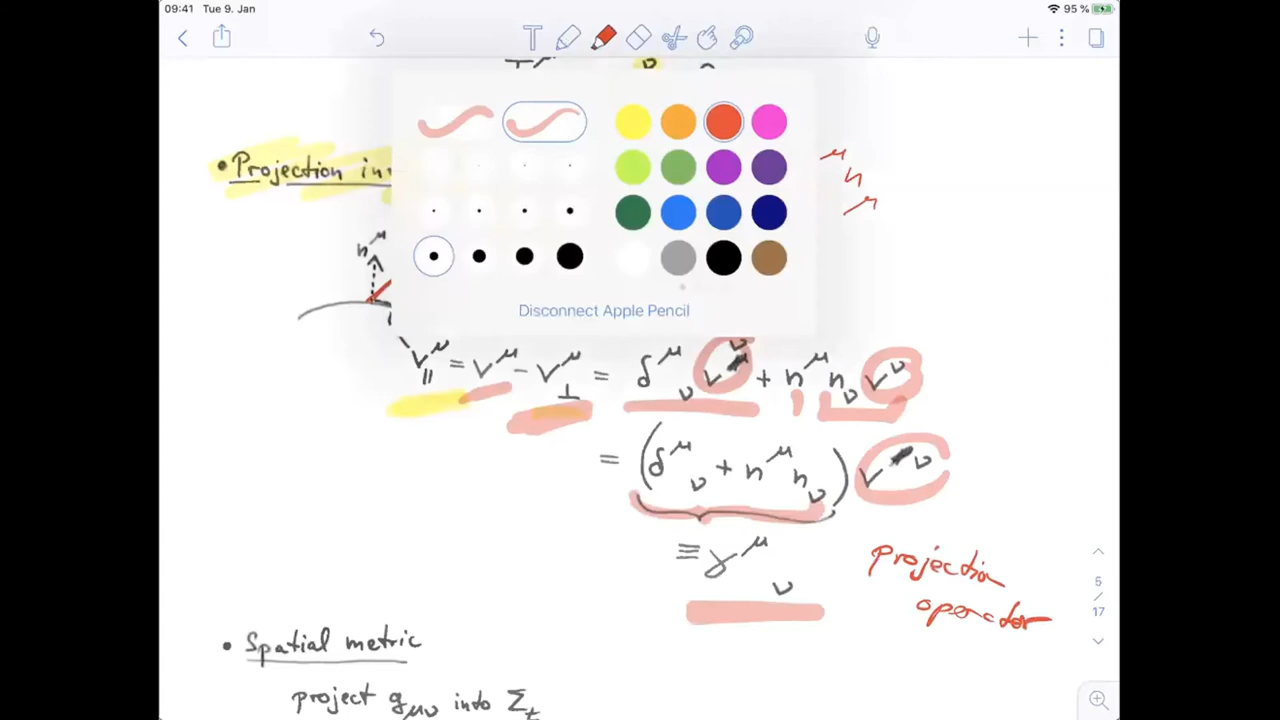 09:41 Tue 9. Jan 95 %
• Projection in
μ
n
μ
n^μ
Disconnect Apple Pencil
V^μ_∥ = V^μ - V^μ_⊥ = δ^μ_ν V^ν + n^μ n_ν V^ν
= (δ^μ_ν + n^μ n_ν) V^ν
≡ γ^μ_ν
projection
operator
5
/
17
• Spatial metric
project g_μν into Σ_t